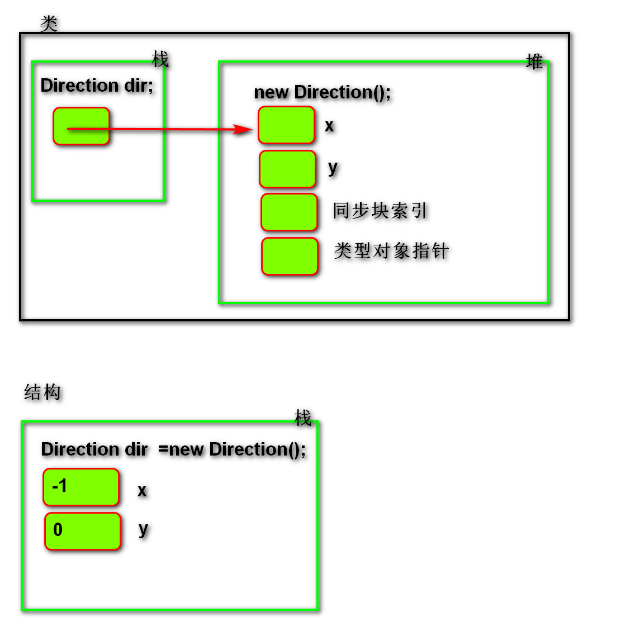 类
栈
堆
Direction dir;
new Direction();
x
y
同步块索引
类型对象指针
结构
栈
Direction dir =new Direction();
-1 x
0 y